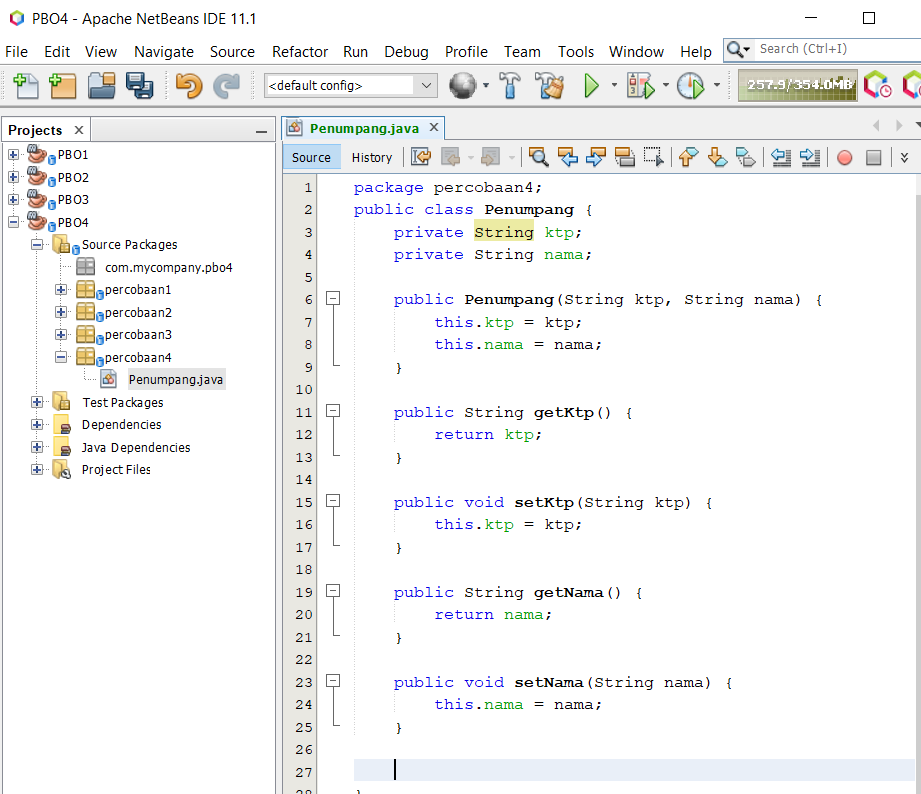 PBO4 - Apache NetBeans IDE 11.1
File Edit View Navigate Source Refactor Run Debug Profile Team Tools Window Help Search (Ctrl+I)
<default config> 257.9/354.0MB
Projects
PBO1
PBO2
PBO3
PBO4
Source Packages
com.mycompany.pbo4
percobaan1
percobaan2
percobaan3
percobaan4
Penumpang.java
Test Packages
Dependencies
Java Dependencies
Project Files
Penumpang.java
Source History
1 package percobaan4;
2 public class Penumpang {
3 private String ktp;
4 private String nama;
5
6 public Penumpang(String ktp, String nama) {
7 this.ktp = ktp;
8 this.nama = nama;
9 }
10
11 public String getKtp() {
12 return ktp;
13 }
14
15 public void setKtp(String ktp) {
16 this.ktp = ktp;
17 }
18
19 public String getNama() {
20 return nama;
21 }
22
23 public void setNama(String nama) {
24 this.nama = nama;
25 }
26
27
28 }